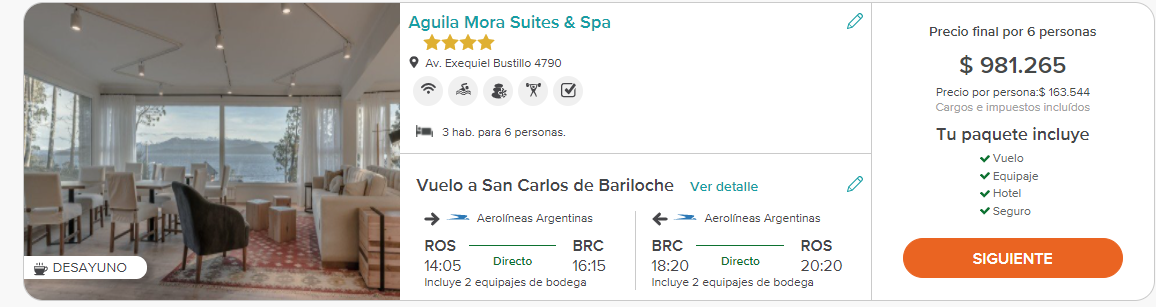 DESAYUNO
Aguila Mora Suites & Spa
Av. Exequiel Bustillo 4790
3 hab. para 6 personas.
Vuelo a San Carlos de Bariloche Ver detalle
Aerolíneas Argentinas
ROS BRC
14:05 Directo 16:15
Incluye 2 equipajes de bodega
Aerolíneas Argentinas
BRC ROS
18:20 Directo 20:20
Incluye 2 equipajes de bodega
Precio final por 6 personas
$ 981.265
Precio por persona:$ 163.544
Cargos e impuestos incluídos
Tu paquete incluye
Vuelo
Equipaje
Hotel
Seguro
SIGUIENTE